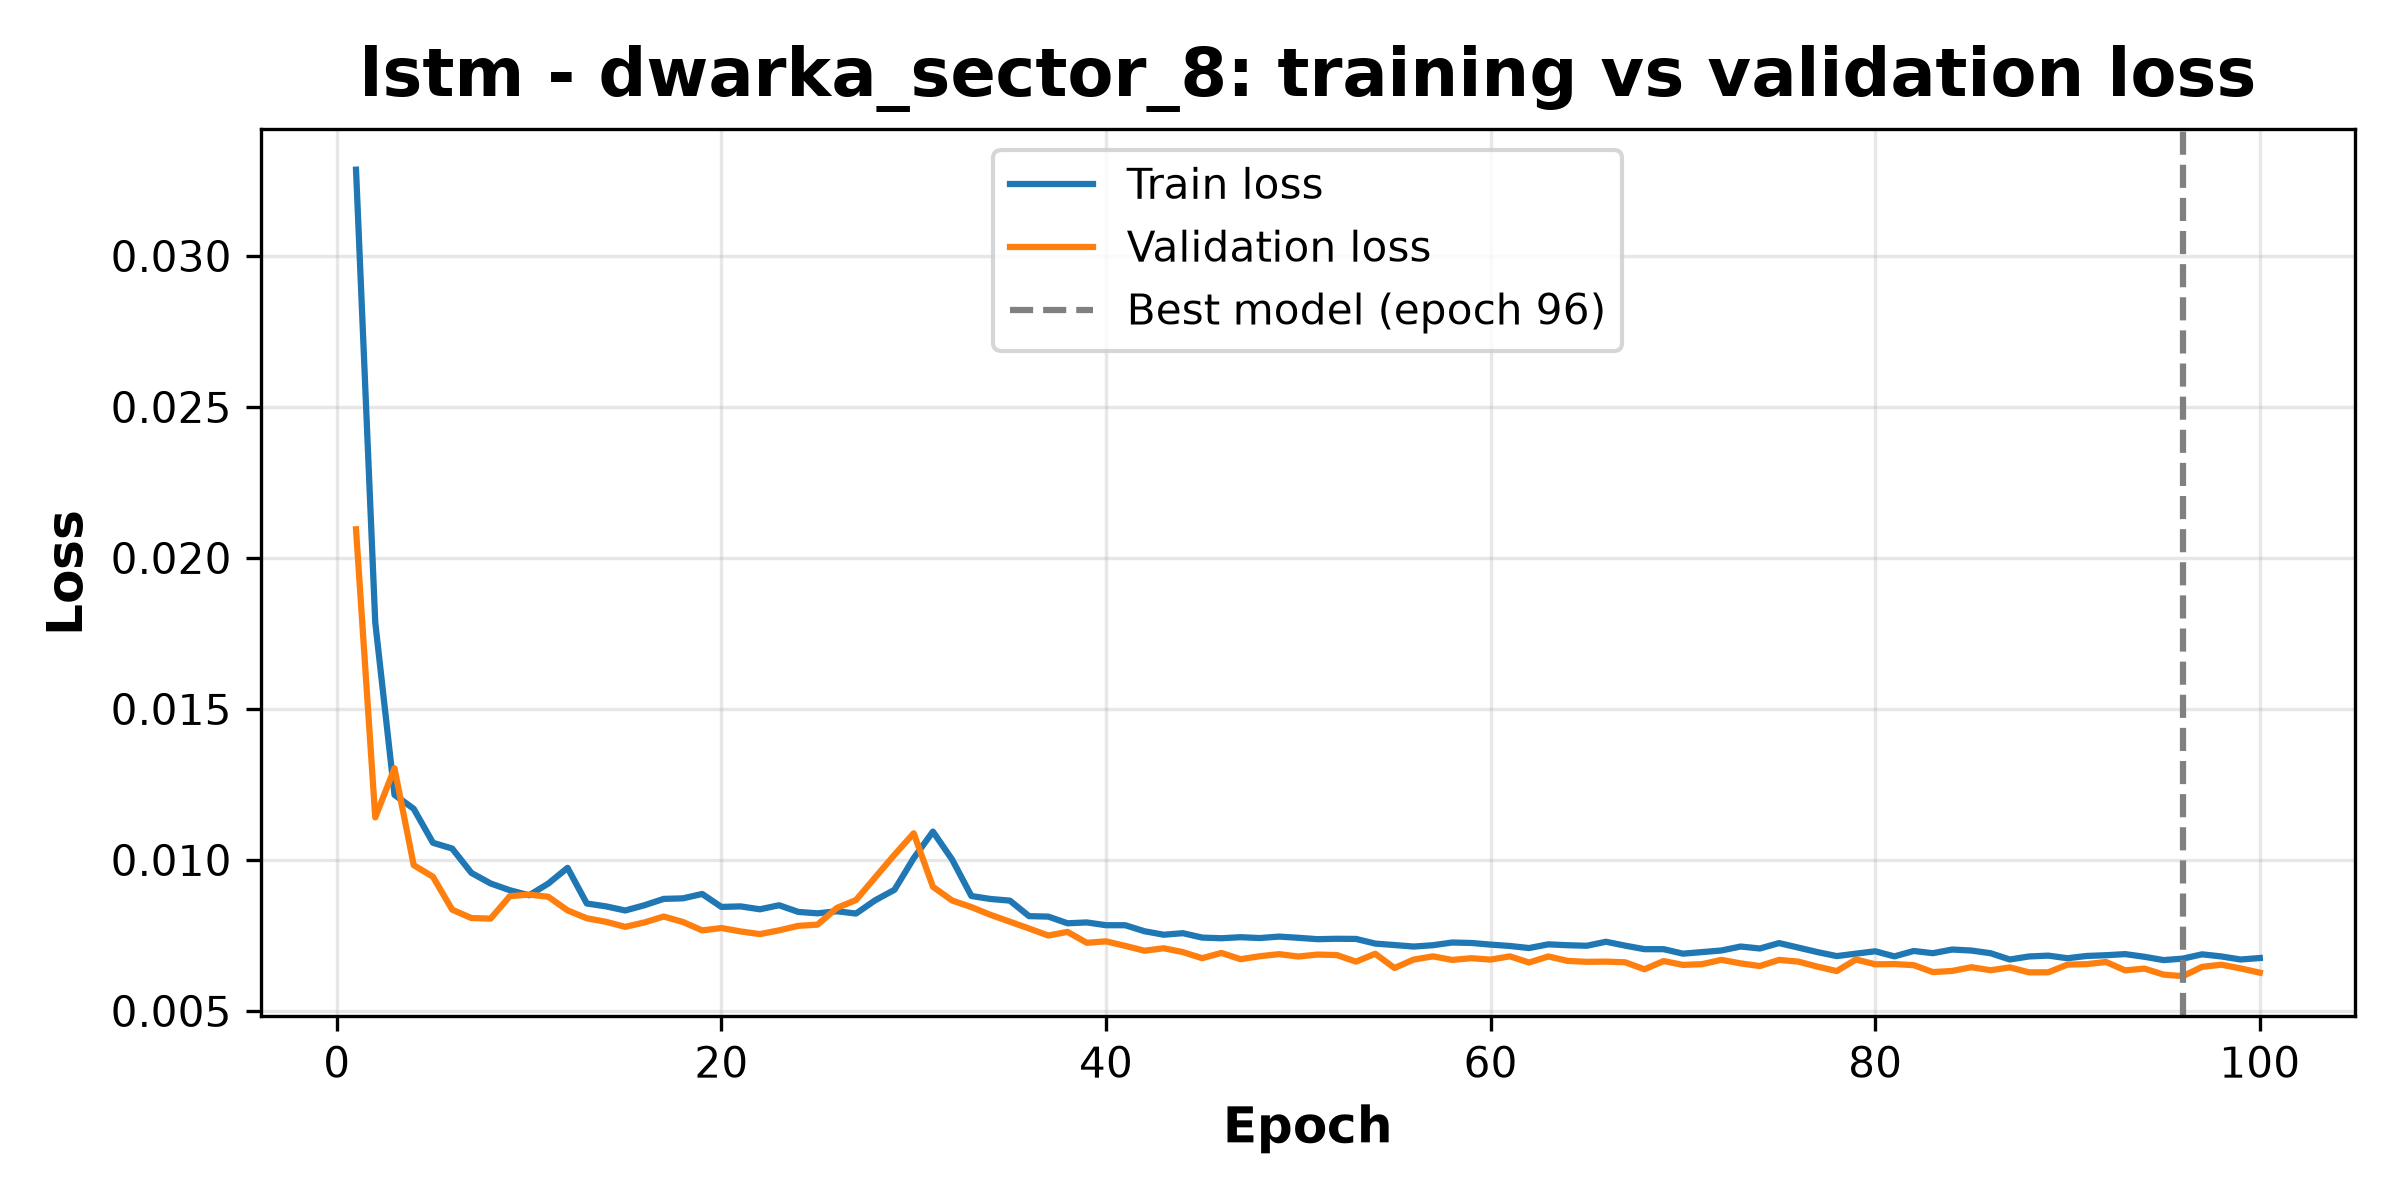 lstm - dwarka_sector_8: training vs validation loss
Train loss
Validation loss
Best model (epoch 96)
0.030
0.025
0.020
0.015
0.010
0.005
Loss
0 20 40 60 80 100
Epoch